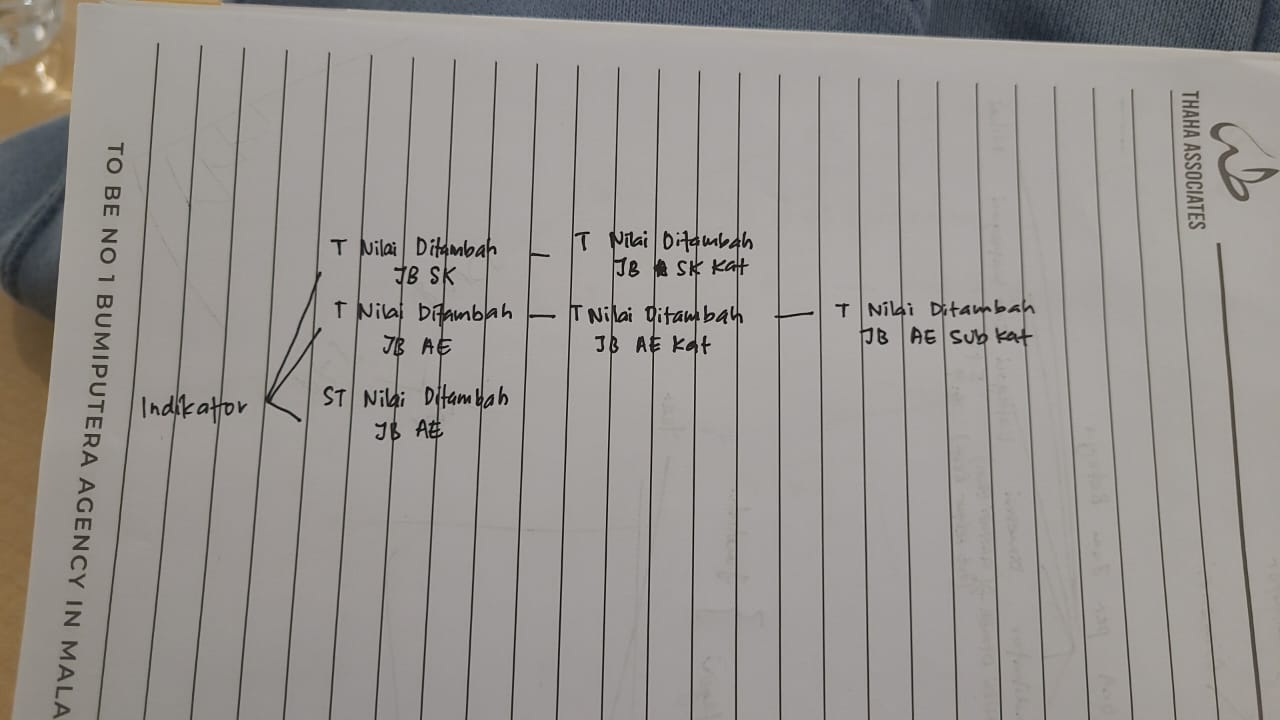 THAHA ASSOCIATES
TO BE NO 1 BUMIPUTERA AGENCY IN MALA
T Nilai Ditambah — T Nilai Ditambah
JB SK JB SK Kat
T Nilai Ditambah — T Nilai Ditambah — T Nilai Ditambah
JB AE JB AE Kat JB AE Sub Kat
Indikator
ST Nilai Ditambah
JB AE